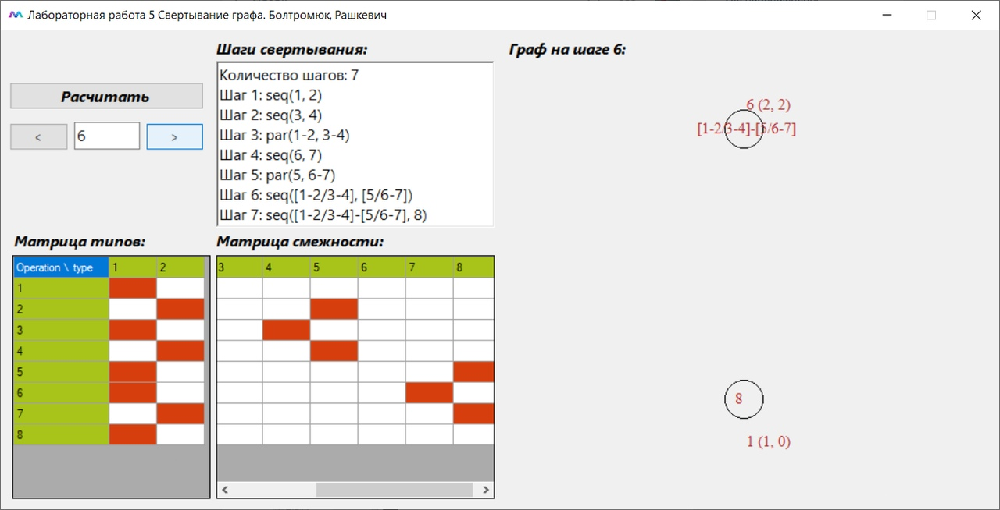 Лабораторная работа 5 Свертывание графа. Болтромюк, Рашкевич
Расчитать
< 6 >
Шаги свертывания:
Количество шагов: 7
Шаг 1: seq(1, 2)
Шаг 2: seq(3, 4)
Шаг 3: par(1-2, 3-4)
Шаг 4: seq(6, 7)
Шаг 5: par(5, 6-7)
Шаг 6: seq([1-2/3-4], [5/6-7])
Шаг 7: seq([1-2/3-4]-[5/6-7], 8)
Граф на шаге 6:
6 (2, 2)
[1-2/3-4]-[5/6-7]
8
1 (1, 0)
Матрица типов:
Operation \ type 1 2
1
2
3
4
5
6
7
8
Матрица смежности:
3 4 5 6 7 8